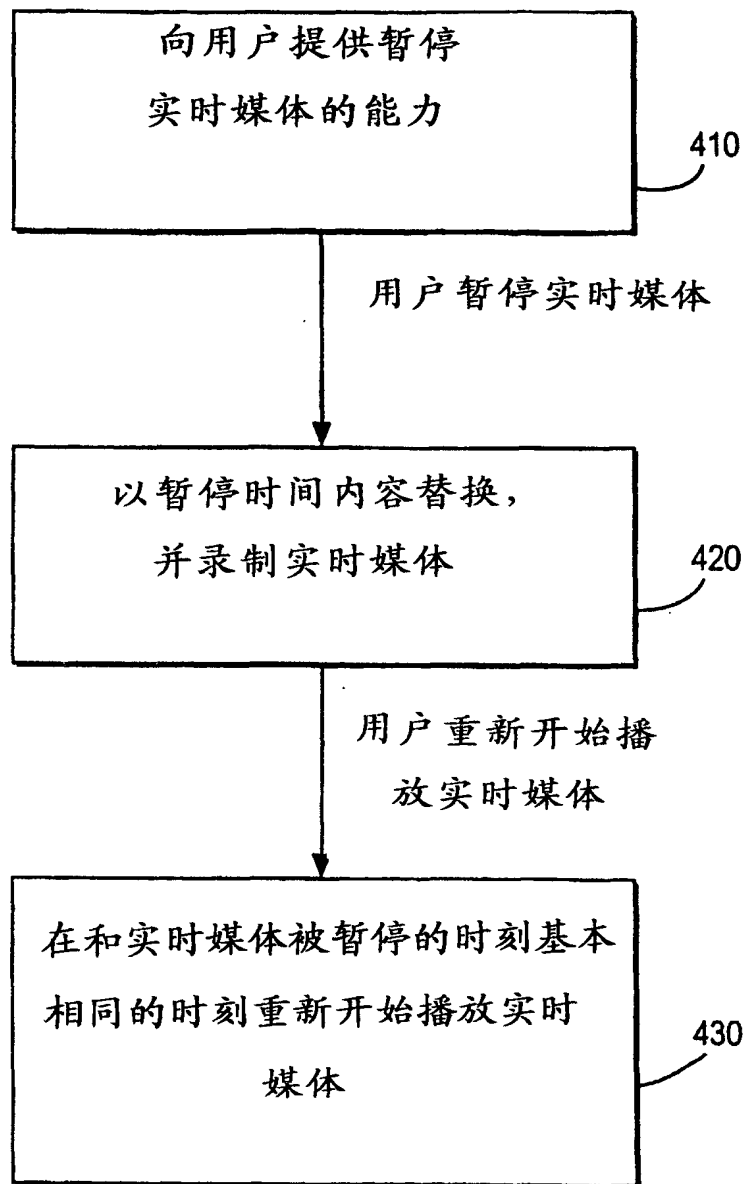 向用户提供暂停
实时媒体的能力
410
用户暂停实时媒体
以暂停时间内容替换，
并录制实时媒体
420
用户重新开始播
放实时媒体
在和实时媒体被暂停的时刻基本
相同的时刻重新开始播放实时
媒体
430